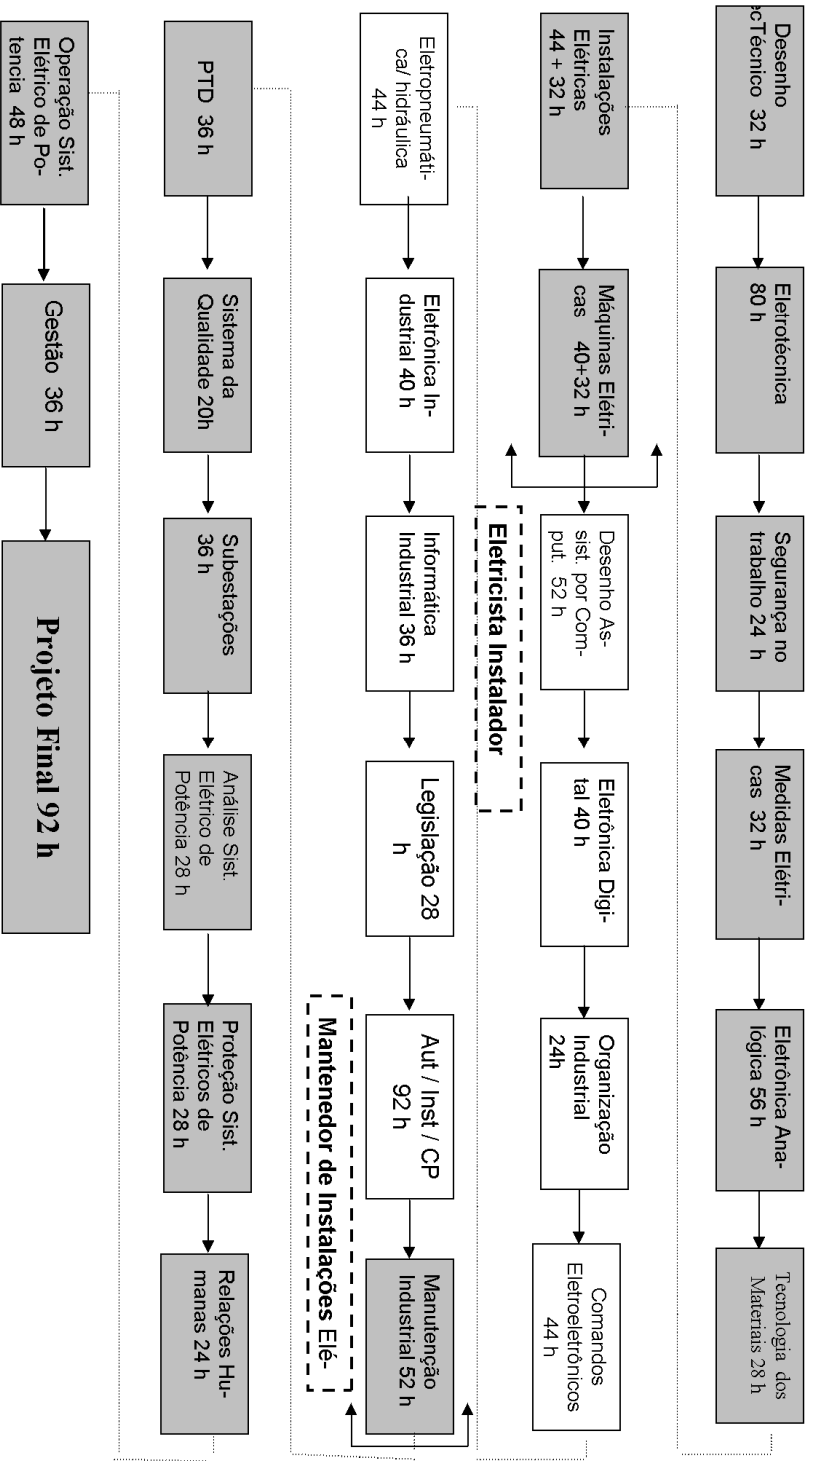 Desenho
ecTécnico 32 h
Eletrotécnica
80 h
Segurança no
trabalho 24 h
Medidas Elétri-
cas 32 h
Eletrônica Ana-
lógica 56 h
Tecnologia dos
Materiais 28 h
Instalações
Elétricas
44 + 32 h
Máquinas Elétri-
cas 40+32 h
Desenho As-
sist. por Com-
put. 52 h
Eletrônica Digi-
tal 40 h
Organização
Industrial
24h
Comandos
Eletroeletrônicos
44 h
Eletricista Instalador
Eletropneumáti-
ca/ hidráulica
44 h
Eletrônica In-
dustrial 40 h
Informática
Industrial 36 h
Legislação 28
h
Aut / Inst / CP
92 h
Manutenção
Industrial 52 h
Mantenedor de Instalações Elé-
PTD 36 h
Sistema da
Qualidade 20h
Subestações
36 h
Análise Sist.
Elétrico de
Potência 28 h
Proteção Sist.
Elétricos de
Potência 28 h
Relações Hu-
manas 24 h
Operação Sist.
Elétrico de Po-
tencia 48 h
Gestão 36 h
Projeto Final 92 h